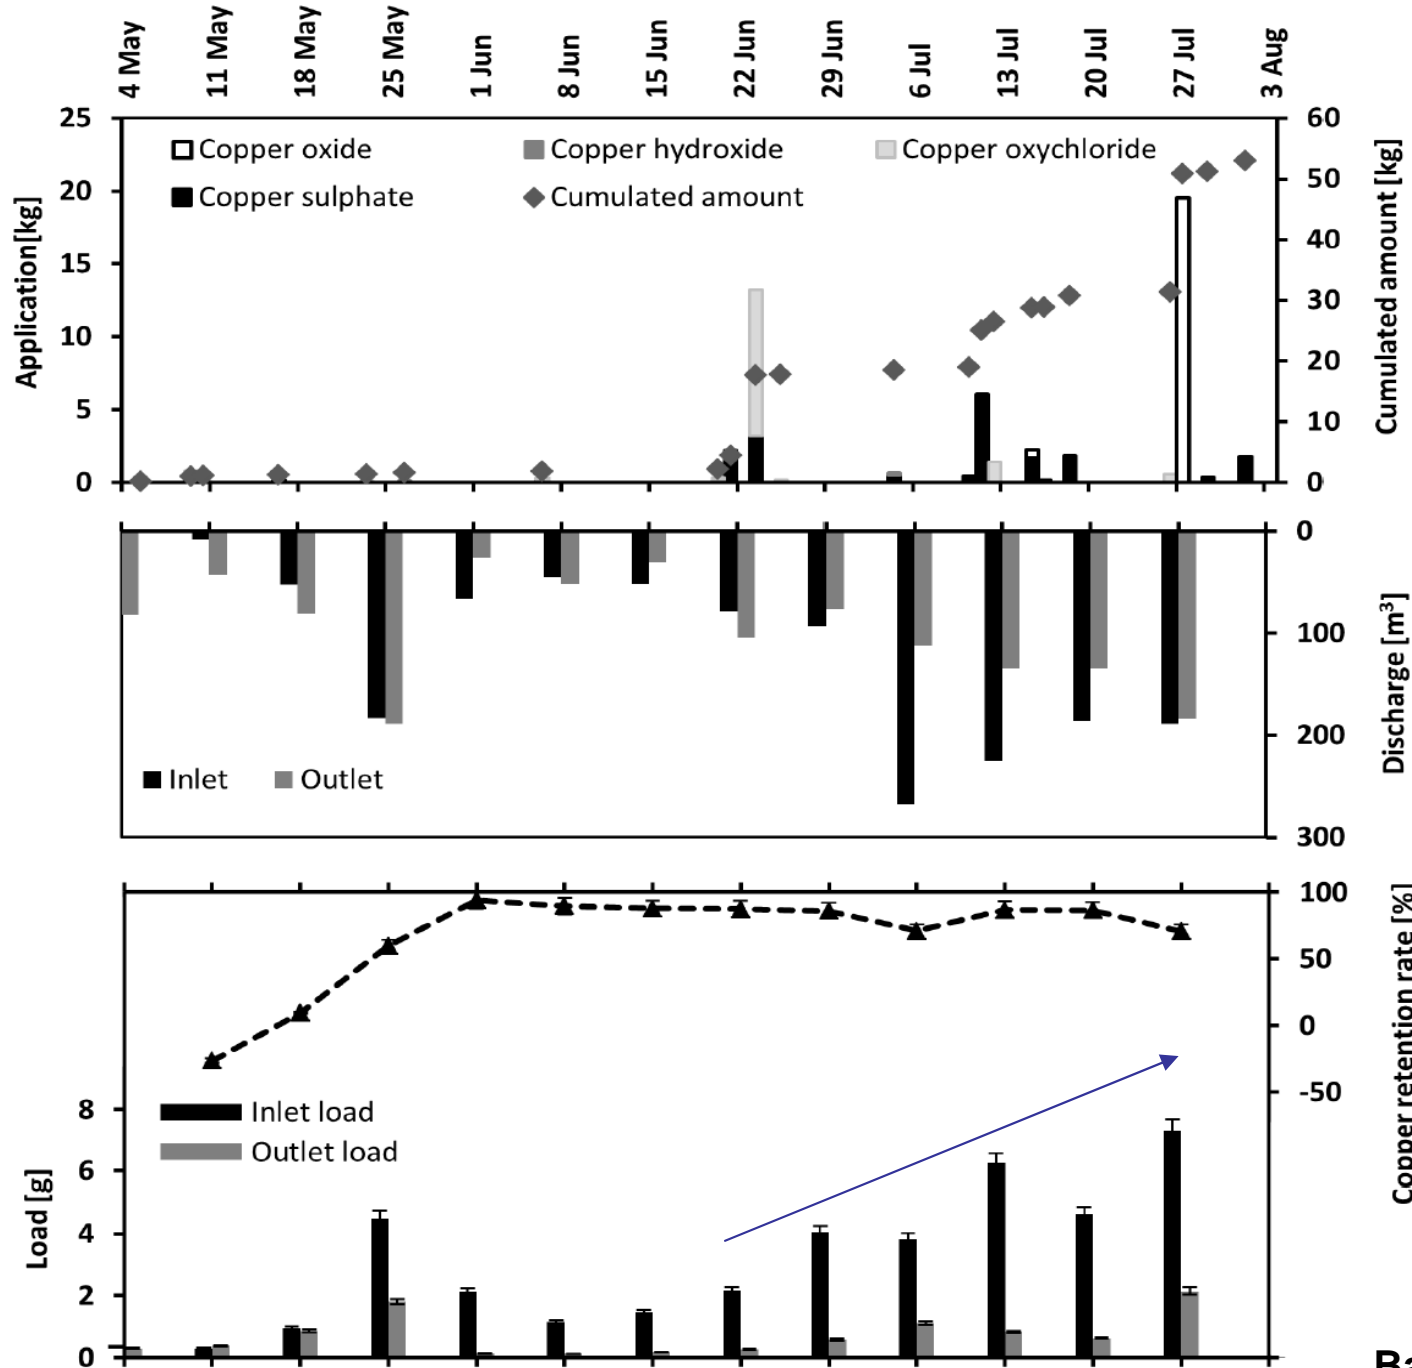 4 May 11 May 18 May 25 May 1 Jun 8 Jun 15 Jun 22 Jun 29 Jun 6 Jul 13 Jul 20 Jul 27 Jul 3 Aug
Application[kg]
25
20
15
10
5
0
Copper oxide Copper hydroxide Copper oxychloride
Copper sulphate Cumulated amount
60
50
40
30
20
10
0
Cumulated amount [kg]
Inlet Outlet
0
100
200
300
Discharge [m³]
100
50
0
-50
Copper retention rate [%]
Inlet load
Outlet load
Load [g]
8
6
4
2
0